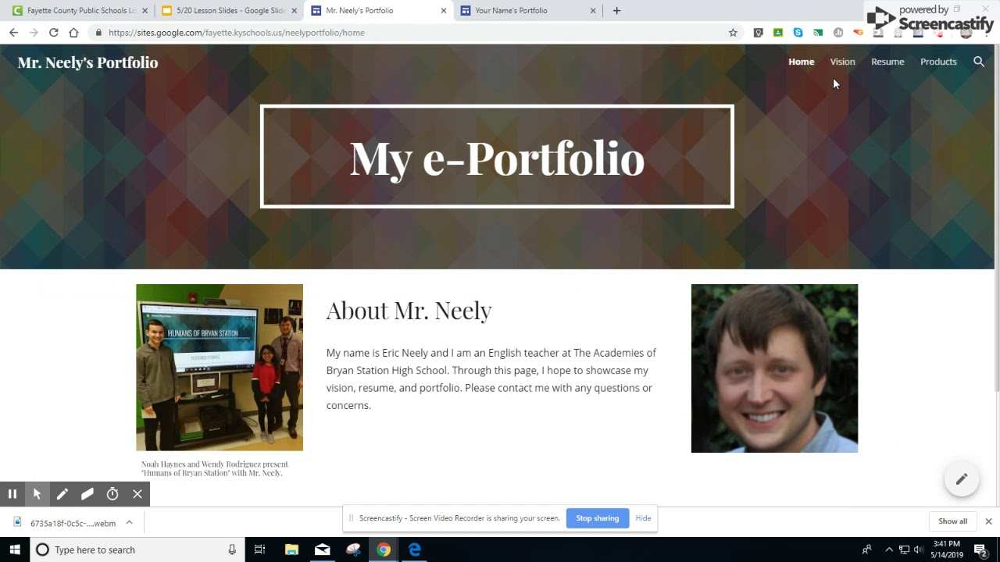 Fayette County Public Schools Lo
5/20 Lesson Slides - Google Slide
Mr. Neely's Portfolio
Your Name's Portfolio
powered by
Screencastify
https://sites.google.com/fayette.kyschools.us/neelyportfolio/home
Mr. Neely's Portfolio
Home
Vision
Resume
Products
My e-Portfolio
HUMANS OF BRYAN STATION
FEATURED STORIES
About Mr. Neely
My name is Eric Neely and I am an English teacher at The Academies of
Bryan Station High School. Through this page, I hope to showcase my
vision, resume, and portfolio. Please contact me with any questions or
concerns.
Noah Haynes and Wendy Rodriguez present
"Humans of Bryan Station" with Mr. Neely.
6735a18f-0c5c-....webm
Screencastify - Screen Video Recorder is sharing your screen.
Stop sharing
Hide
Show all
Type here to search
3:41 PM
5/14/2019
2